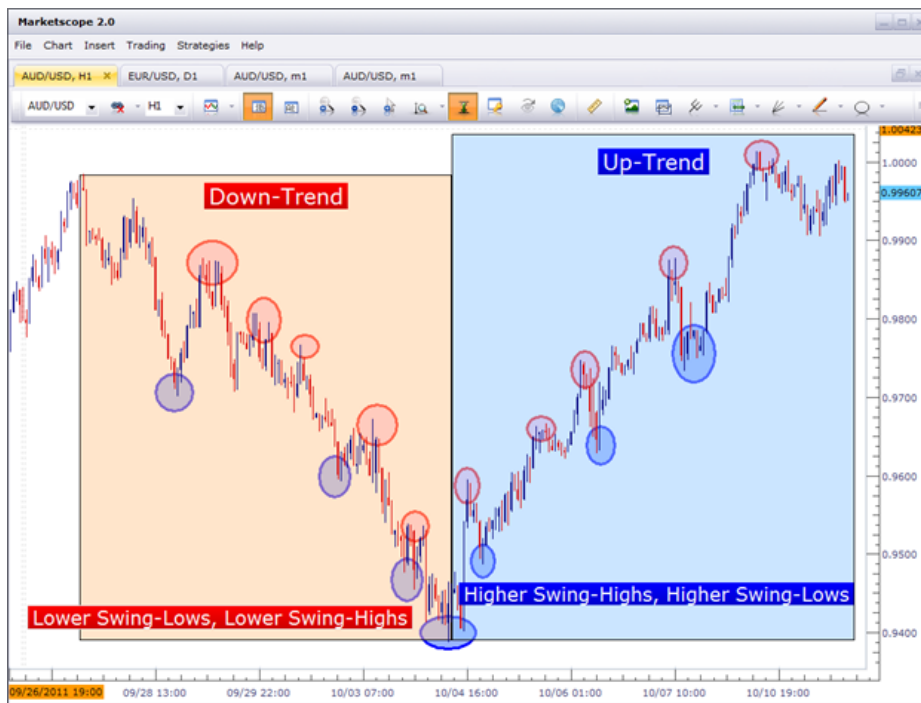 Marketscope 2.0
File Chart Insert Trading Strategies Help
AUD/USD, H1 × EUR/USD, D1 AUD/USD, m1 AUD/USD, m1
AUD/USD H1
1.00423
Up-Trend
1.0000
Down-Trend
0.99607
0.9900
0.9800
0.9700
0.9600
0.9500
Higher Swing-Highs, Higher Swing-Lows
Lower Swing-Lows, Lower Swing-Highs
0.9400
09/26/2011 19:00 09/28 13:00 09/29 22:00 10/03 07:00 10/04 16:00 10/06 01:00 10/07 10:00 10/10 19:00